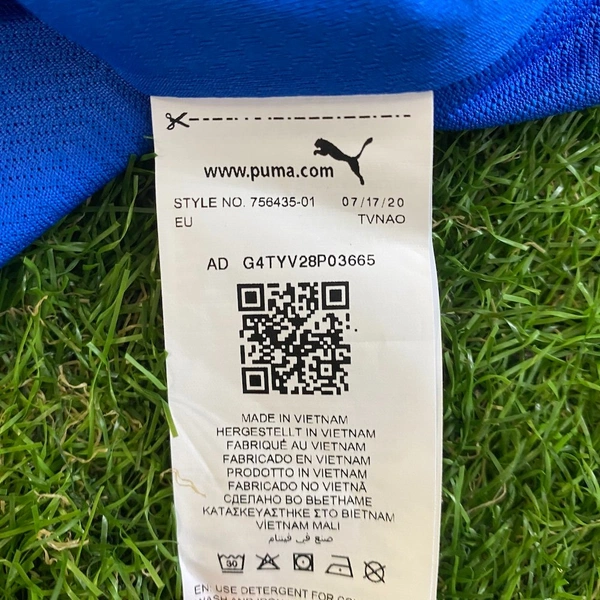 www.puma.com
STYLE NO. 756435-01 07/17/20
EU TVNAO
AD G4TYV28P03665
MADE IN VIETNAM
HERGESTELLT IN VIETNAM
FABRIQUÉ AU VIETNAM
FABRICADO EN VIETNAM
PRODOTTO IN VIETNAM
FABRICADO NO VIETNÃ
СДЕЛАНО ВО ВЬЕТНАМЕ
ΚΑΤΑΣΚΕΥΑΣΤΗΚΕ ΣΤΟ ΒΙΕΤΝΑΜ
VIETNAM MALI
صنع في فيتنام
30
EN: USE DETERGENT FOR